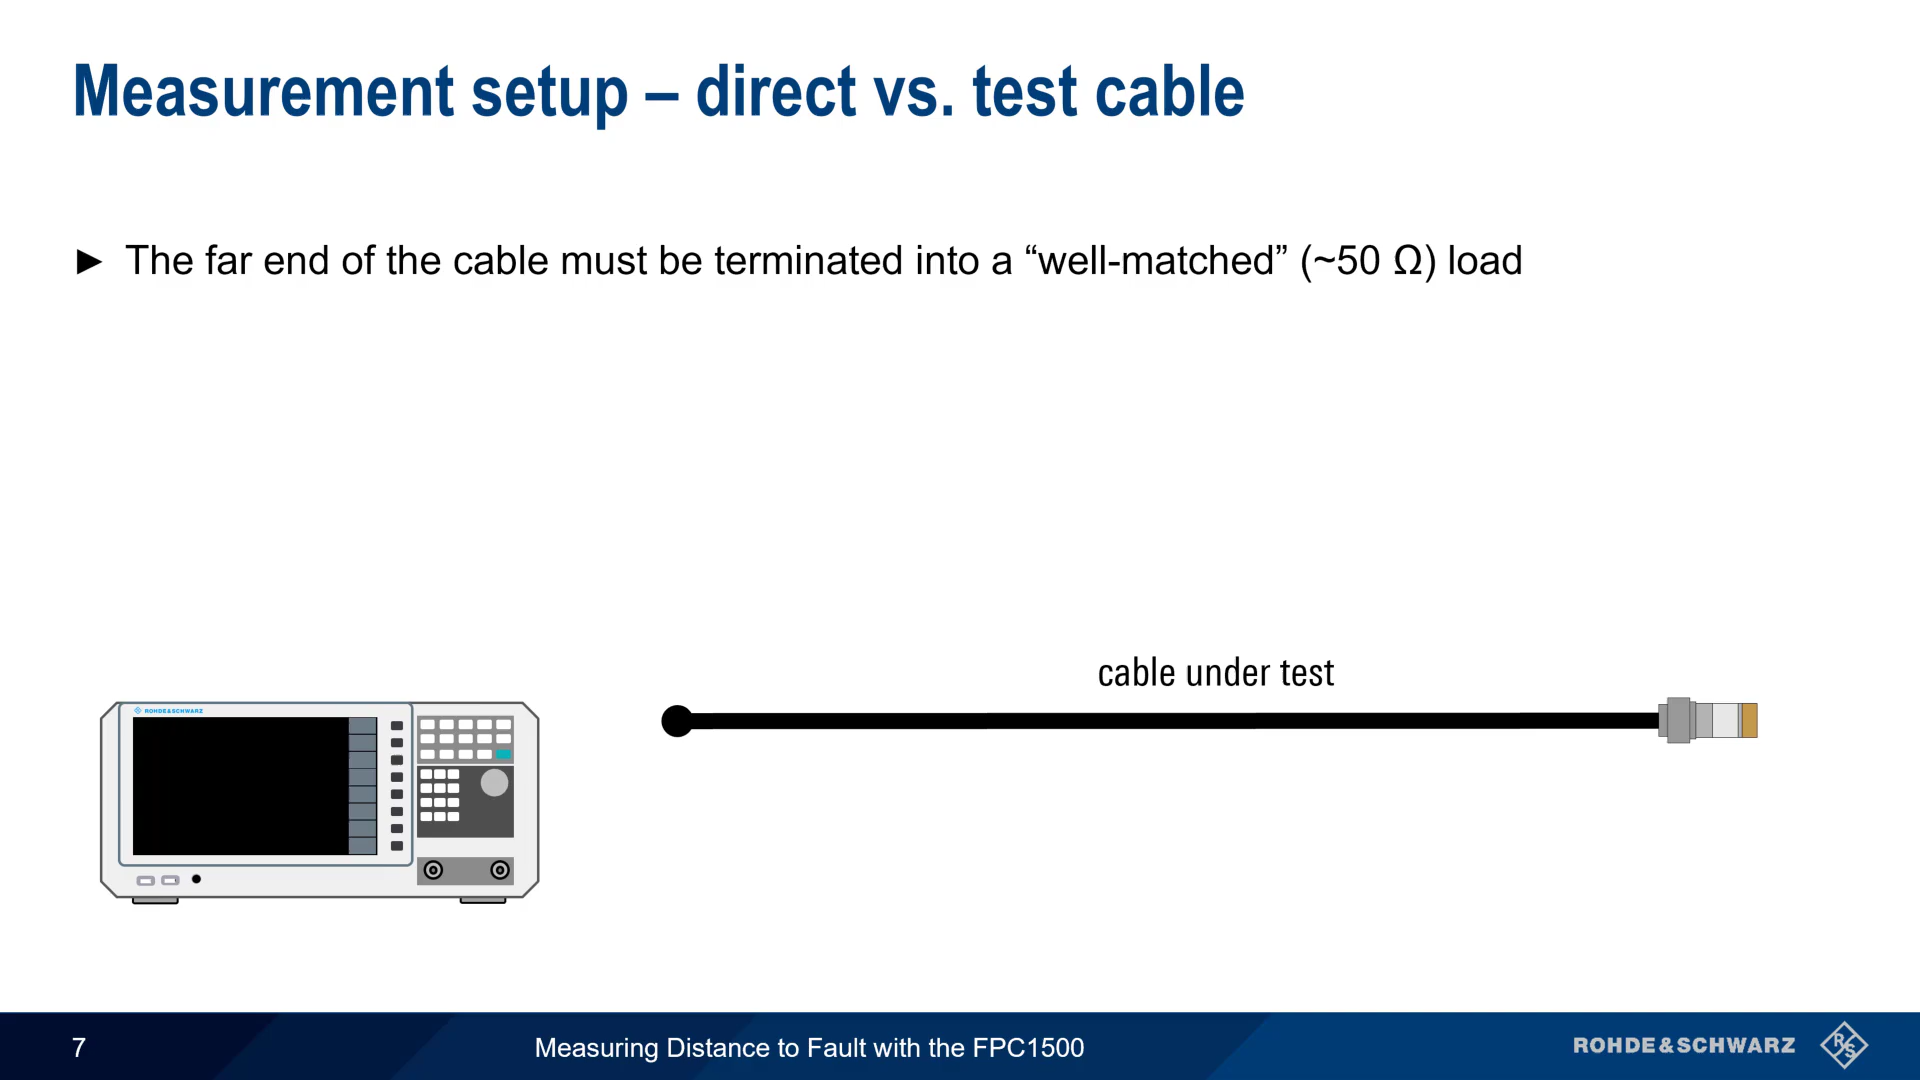 Measurement setup – direct vs. test cable
► The far end of the cable must be terminated into a “well-matched” (~50 Ω) load
cable under test
ROHDE&SCHWARZ
7
Measuring Distance to Fault with the FPC1500
ROHDE&SCHWARZ
R
S